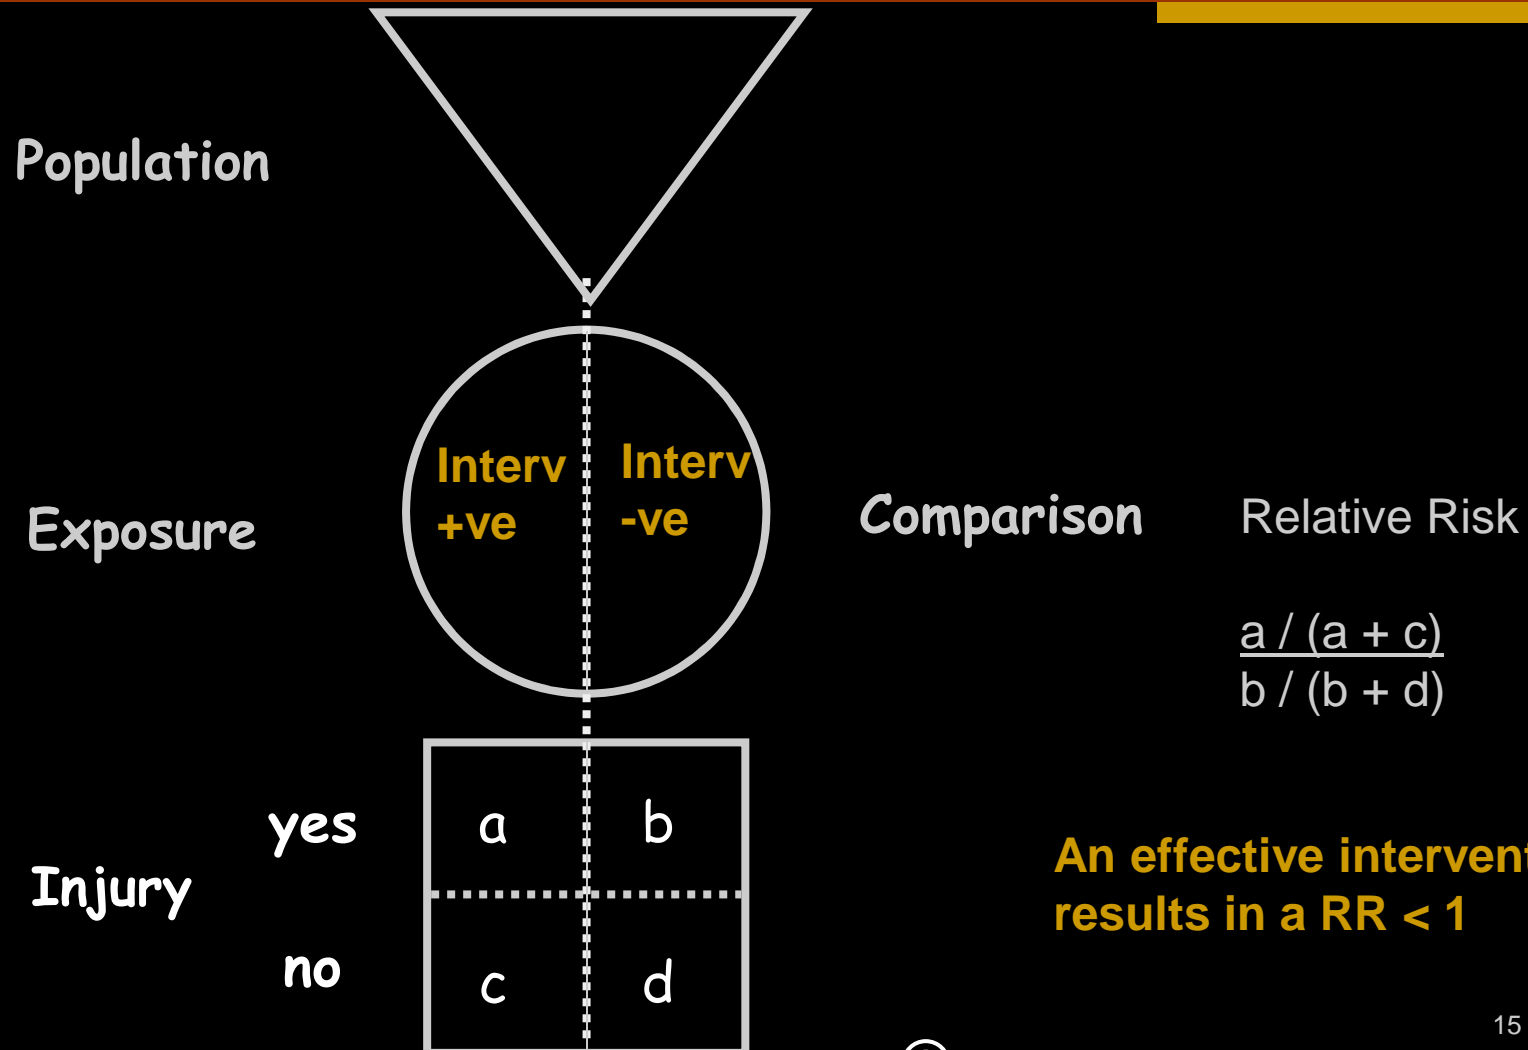 Population
Interv
+ve
Interv
-ve
Exposure
Comparison
Relative Risk
a / (a + c)
b / (b + d)
yes
a
b
Injury
no
c
d
An effective
results in a RR < 1
15